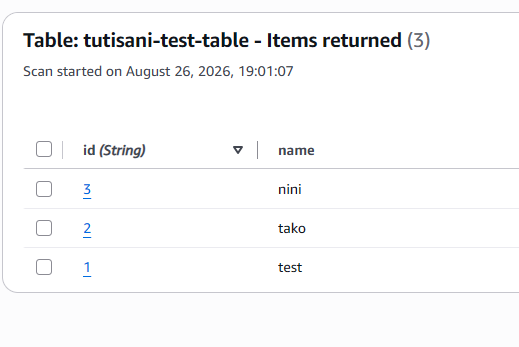 Table: tutisani-test-table - Items returned (3)
Scan started on August 26, 2026, 19:01:07
id (String) name
3 nini
2 tako
1 test